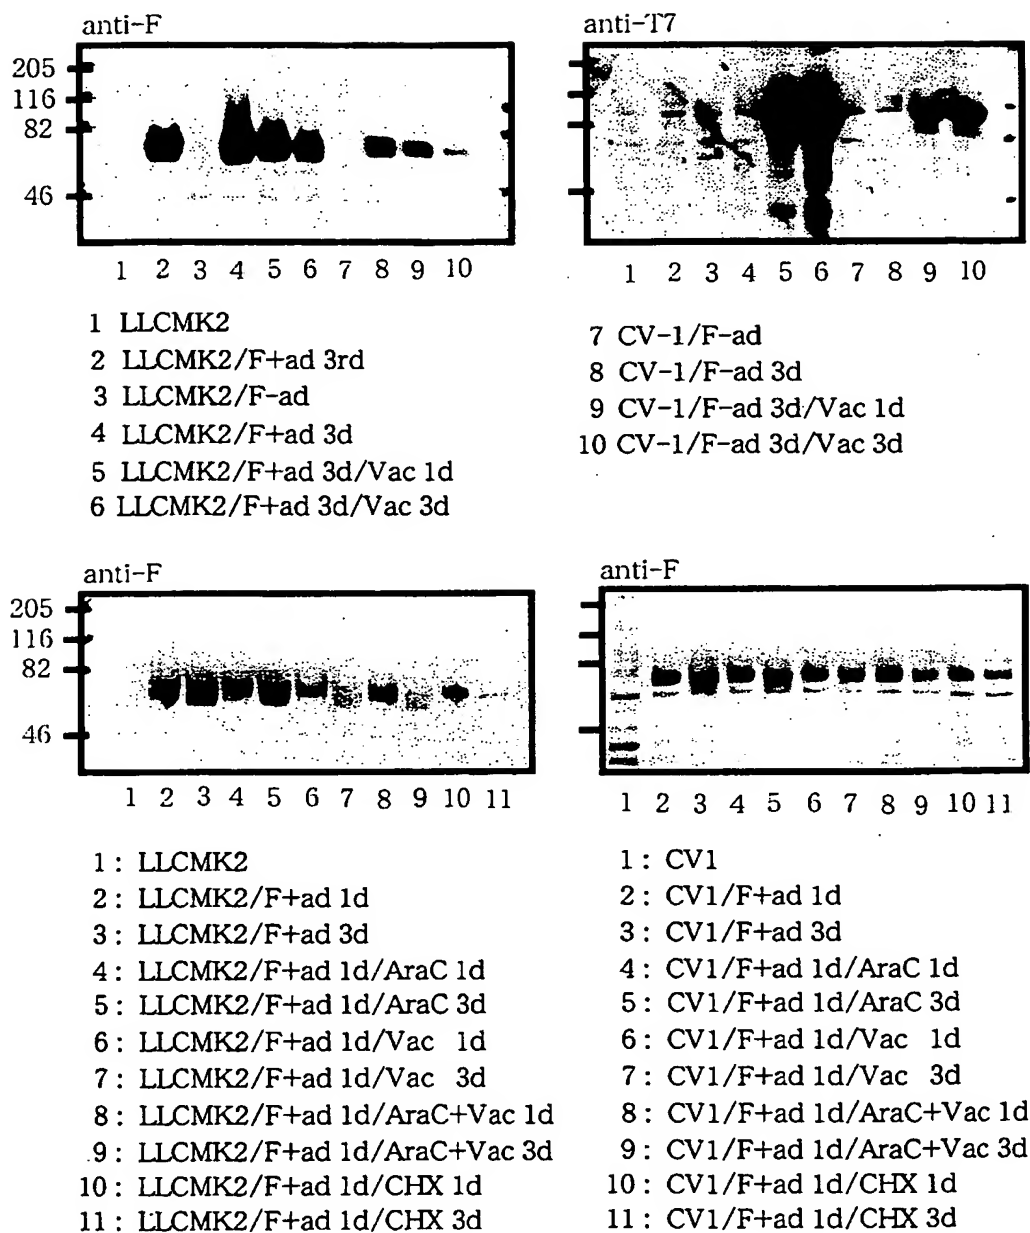 anti-F
205
116
82
46
1 2 3 4 5 6 7 8 9 10
anti-T7
1 2 3 4 5 6 7 8 9 10
1 LLCMK2
2 LLCMK2/F+ad 3rd
3 LLCMK2/F-ad
4 LLCMK2/F+ad 3d
5 LLCMK2/F+ad 3d/Vac 1d
6 LLCMK2/F+ad 3d/Vac 3d
7 CV-1/F-ad
8 CV-1/F-ad 3d
9 CV-1/F-ad 3d/Vac 1d
10 CV-1/F-ad 3d/Vac 3d
anti-F
205
116
82
46
1 2 3 4 5 6 7 8 9 10 11
anti-F
1 2 3 4 5 6 7 8 9 10 11
1 : LLCMK2
2 : LLCMK2/F+ad 1d
3 : LLCMK2/F+ad 3d
4 : LLCMK2/F+ad 1d/AraC 1d
5 : LLCMK2/F+ad 1d/AraC 3d
6 : LLCMK2/F+ad 1d/Vac 1d
7 : LLCMK2/F+ad 1d/Vac 3d
8 : LLCMK2/F+ad 1d/AraC+Vac 1d
9 : LLCMK2/F+ad 1d/AraC+Vac 3d
10 : LLCMK2/F+ad 1d/CHX 1d
11 : LLCMK2/F+ad 1d/CHX 3d
1 : CV1
2 : CV1/F+ad 1d
3 : CV1/F+ad 3d
4 : CV1/F+ad 1d/AraC 1d
5 : CV1/F+ad 1d/AraC 3d
6 : CV1/F+ad 1d/Vac 1d
7 : CV1/F+ad 1d/Vac 3d
8 : CV1/F+ad 1d/AraC+Vac 1d
9 : CV1/F+ad 1d/AraC+Vac 3d
10 : CV1/F+ad 1d/CHX 1d
11 : CV1/F+ad 1d/CHX 3d